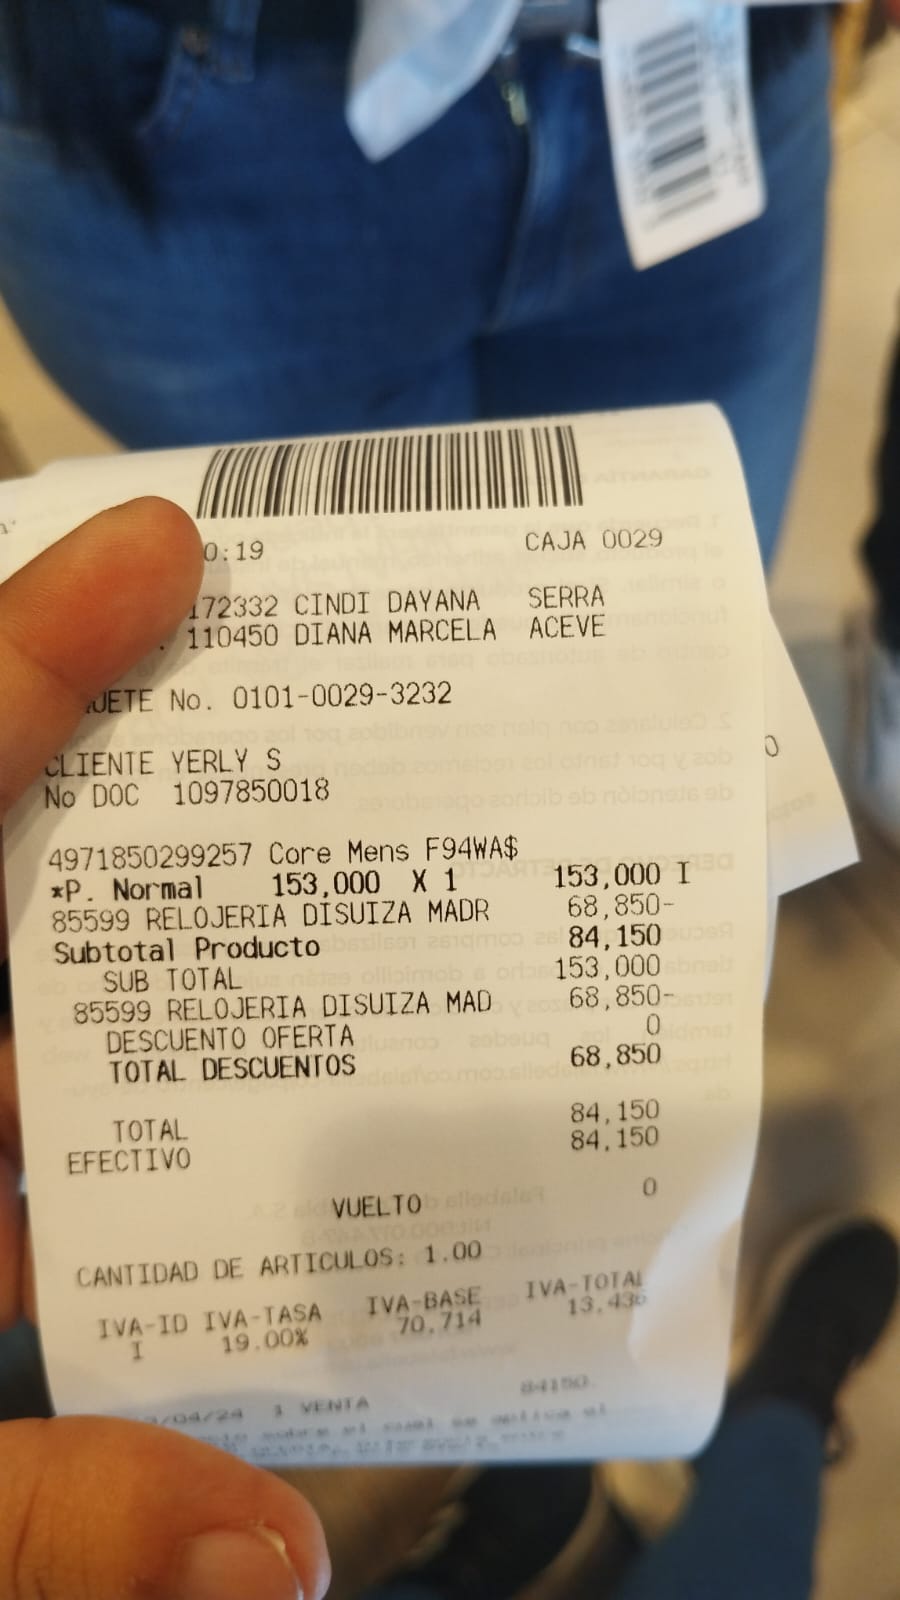 0:19 CAJA 0029
172332 CINDI DAYANA SERRA
. 110450 DIANA MARCELA ACEVE
UETE No. 0101-0029-3232
CLIENTE YERLY S
No DOC 1097850018
4971850299257 Core Mens F94WA$
*P. Normal 153,000 X 1 153,000 I
85599 RELOJERIA DISUIZA MADR 68,850-
Subtotal Producto 84,150
SUB TOTAL 153,000
85599 RELOJERIA DISUIZA MAD 68,850-
DESCUENTO OFERTA 0
TOTAL DESCUENTOS 68,850
TOTAL 84,150
EFECTIVO 84,150
VUELTO 0
CANTIDAD DE ARTICULOS: 1.00
IVA-ID IVA-TASA IVA-BASE IVA-TOTAL
I 19.00% 70,714 13,436
/04/24 1 VENTA 84150.